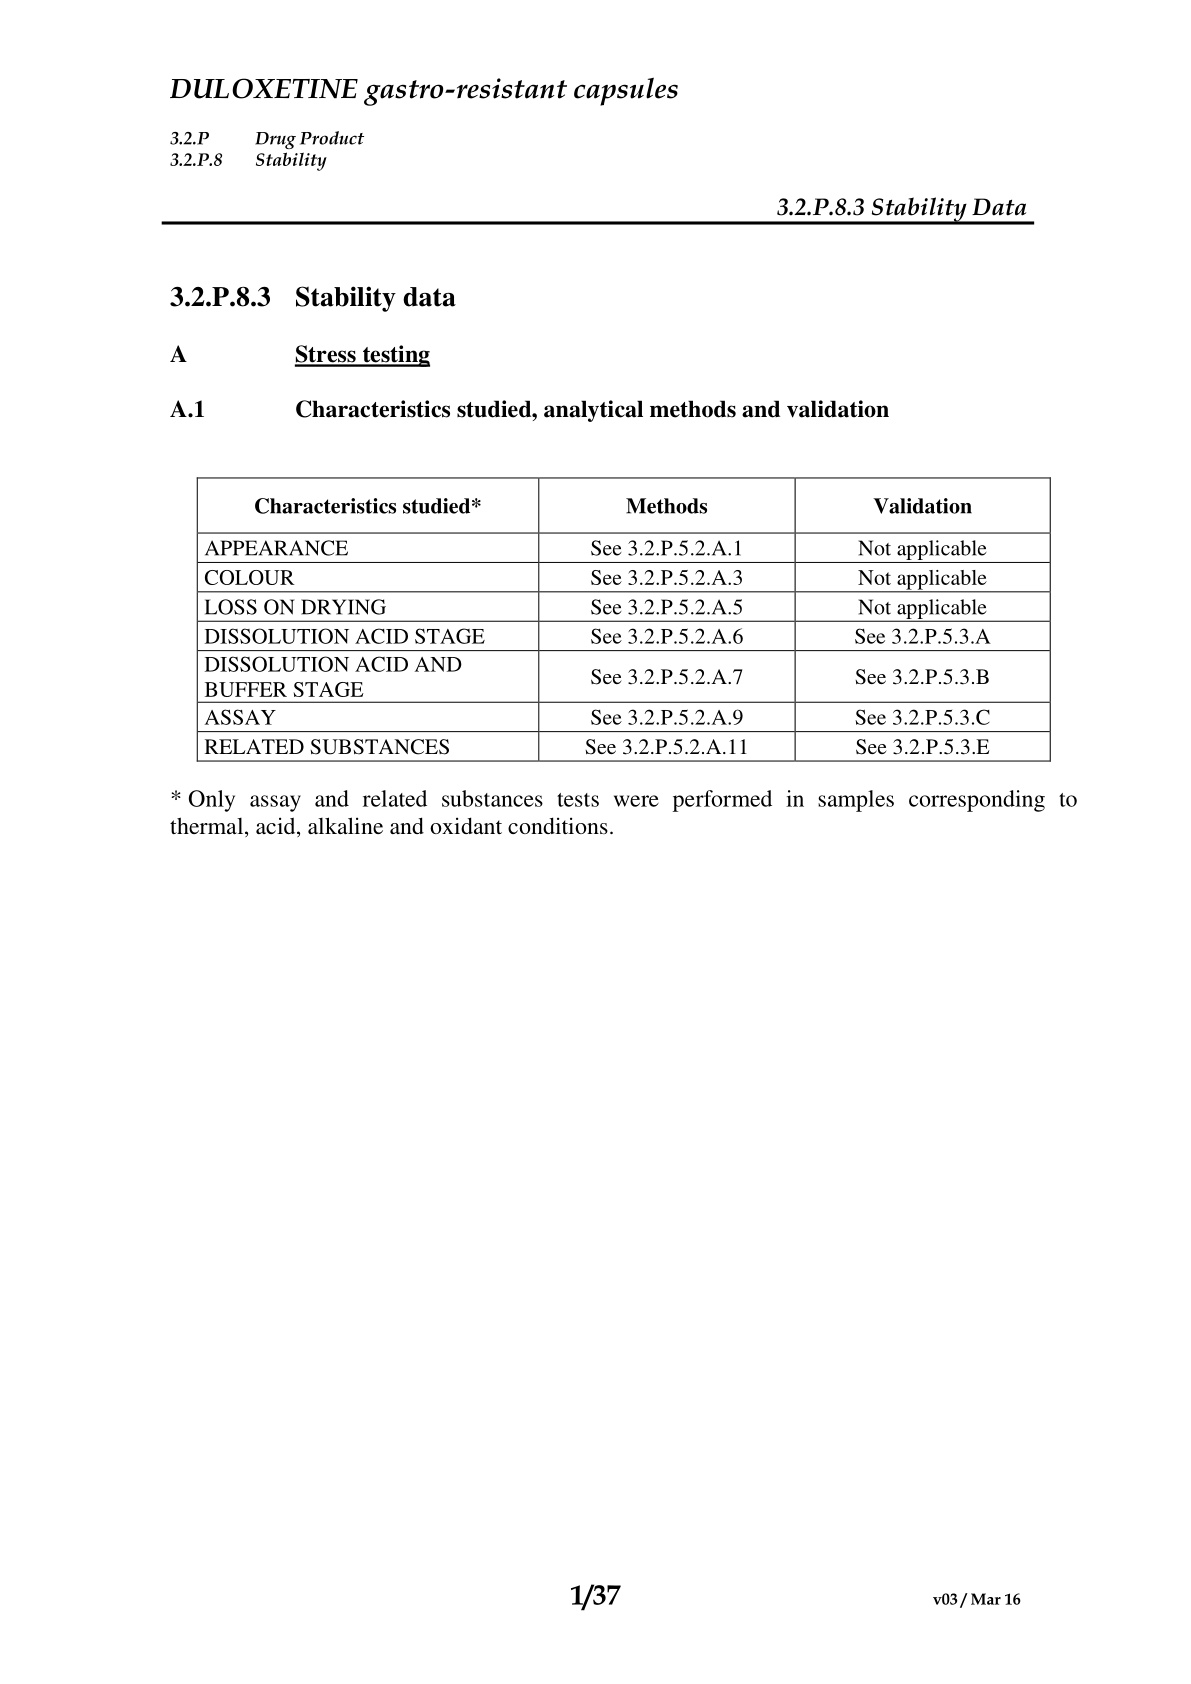 DULOXETINE gastro-resistant capsules
3.2.P Drug Product
3.2.P.8 Stability
3.2.P.8.3 Stability Data
3.2.P.8.3 Stability data
A Stress testing
A.1 Characteristics studied, analytical methods and validation
Characteristics studied* Methods Validation
APPEARANCE See 3.2.P.5.2.A.1 Not applicable
COLOUR See 3.2.P.5.2.A.3 Not applicable
LOSS ON DRYING See 3.2.P.5.2.A.5 Not applicable
DISSOLUTION ACID STAGE See 3.2.P.5.2.A.6 See 3.2.P.5.3.A
DISSOLUTION ACID AND
BUFFER STAGE See 3.2.P.5.2.A.7 See 3.2.P.5.3.B
ASSAY See 3.2.P.5.2.A.9 See 3.2.P.5.3.C
RELATED SUBSTANCES See 3.2.P.5.2.A.11 See 3.2.P.5.3.E
* Only assay and related substances tests were performed in samples corresponding to
thermal, acid, alkaline and oxidant conditions.
1/37
v03 / Mar 16